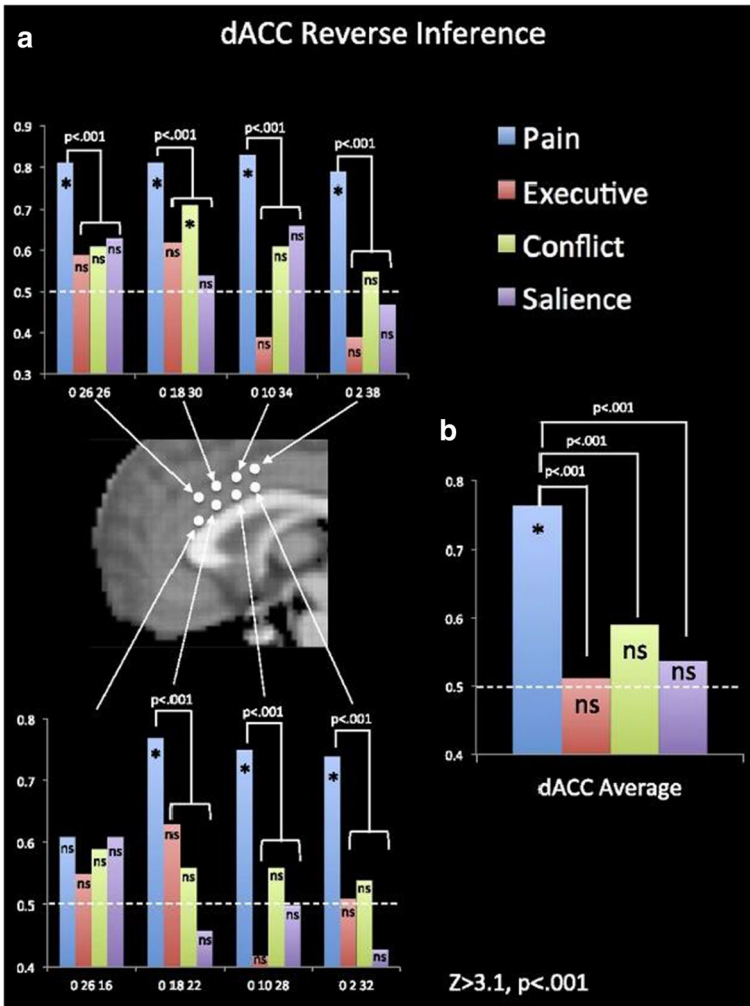 a
dACC Reverse Inference
Pain
Executive
Conflict
Salience
0.9
0.8
0.7
0.6
0.5
0.4
0.3
p<.001 p<.001 p<.001 p<.001
* ns ns ns
* ns * ns
* ns ns ns
* ns ns ns
0 26 26 0 18 30 0 10 34 0 2 38
b
p<.001
p<.001
p<.001
0.8
0.7
0.6
0.5
0.4
* ns ns ns
dACC Average
0.8
0.7
0.6
0.5
0.4
p<.001 p<.001 p<.001
ns ns ns ns
* ns ns ns
* ns ns ns
* ns ns ns
0 26 16 0 18 22 0 10 28 0 2 32
Z>3.1, p<.001